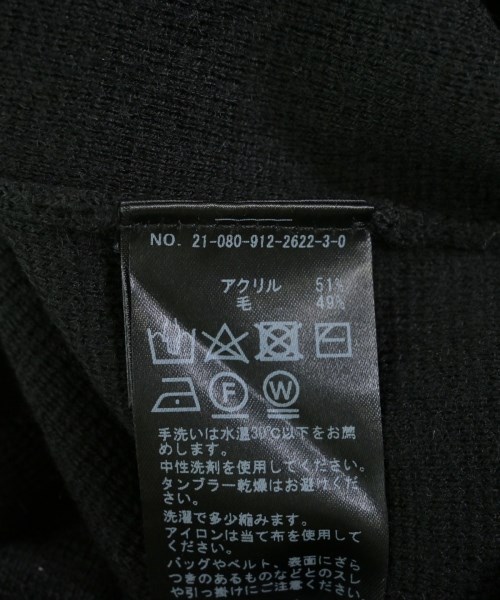 NO. 21-080-912-2622-3-0
アクリル 51%
毛 49%
F W
手洗いは水温30℃以下をお薦
めします。
中性洗剤を使用してください。
タンブラー乾燥はお避けくだ
さい。
洗濯で多少縮みます。
アイロンは当て布を使用して
ください。
バッグやベルト、表面にざら
つきのあるものなどとのスレ
や引っ掛けにご注意ください